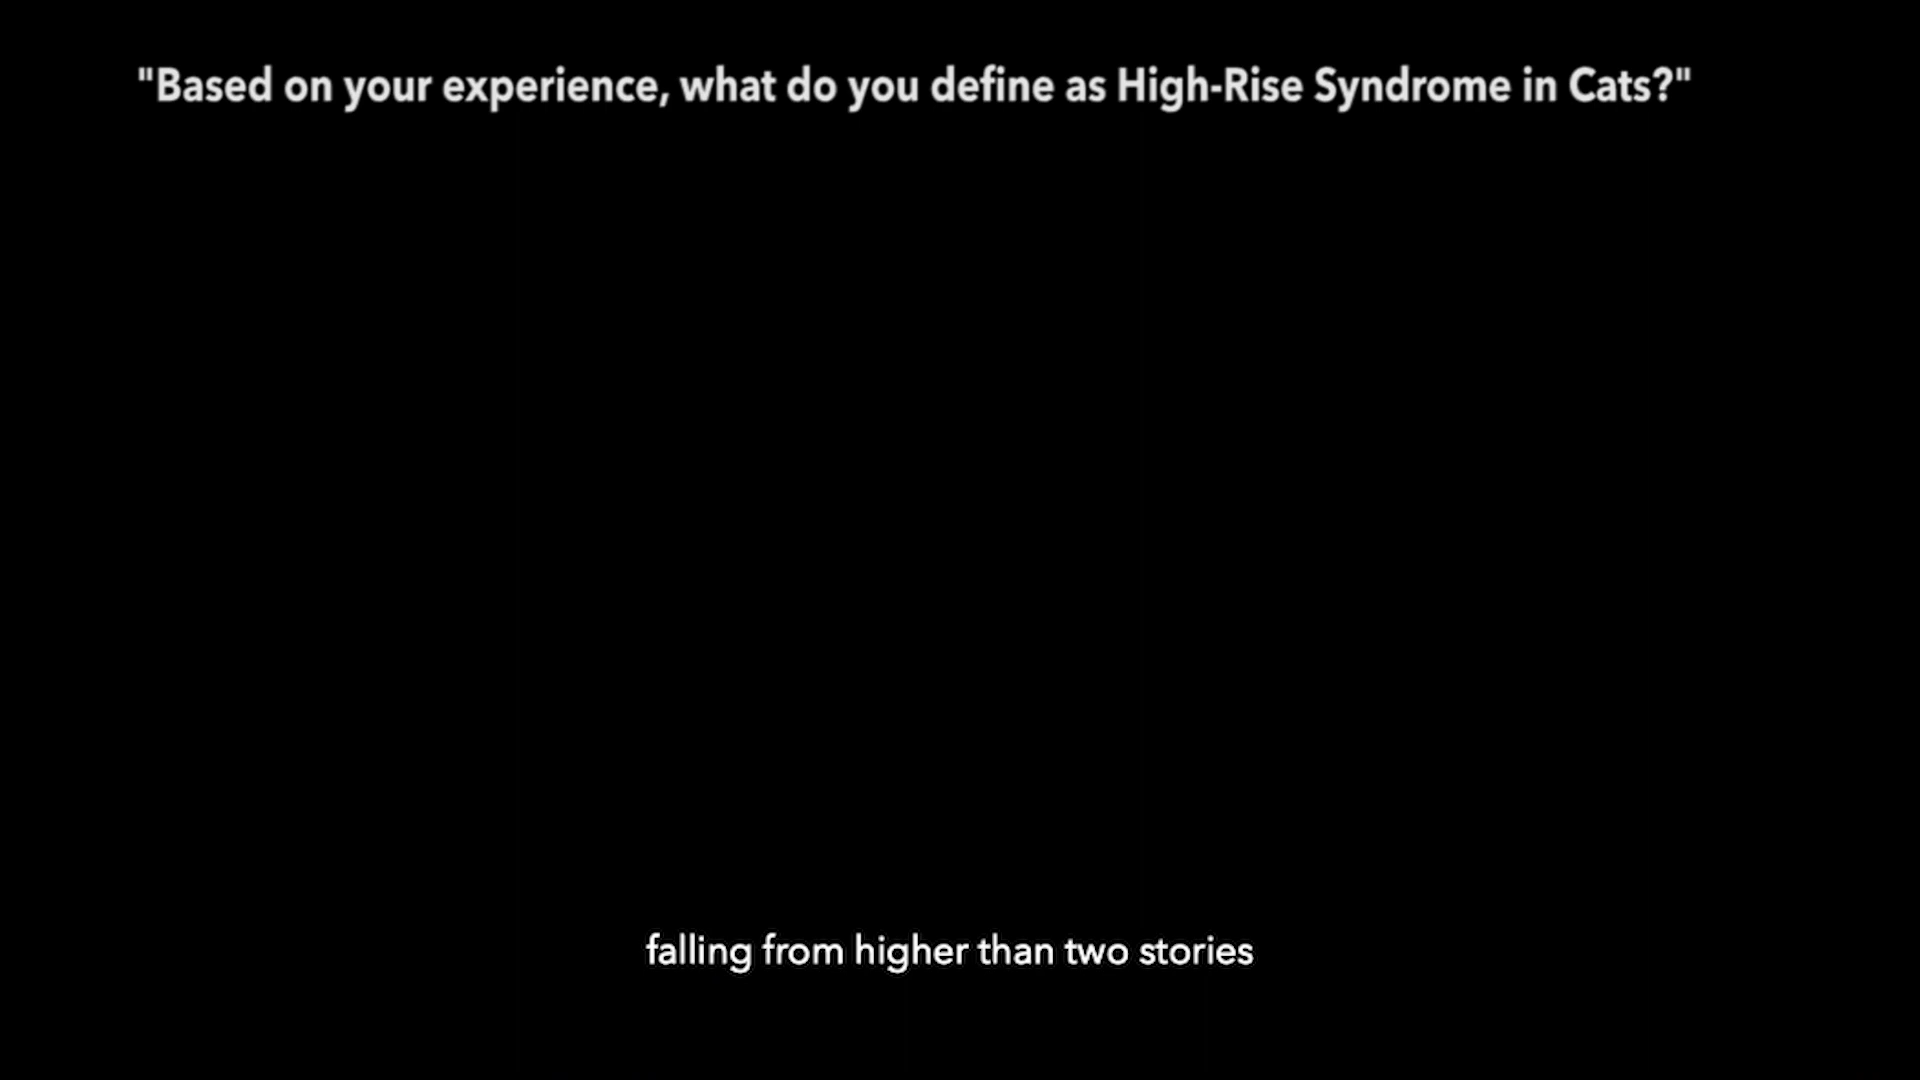 "Based on your experience, what do you define as High-Rise Syndrome in Cats?"
falling from higher than two stories